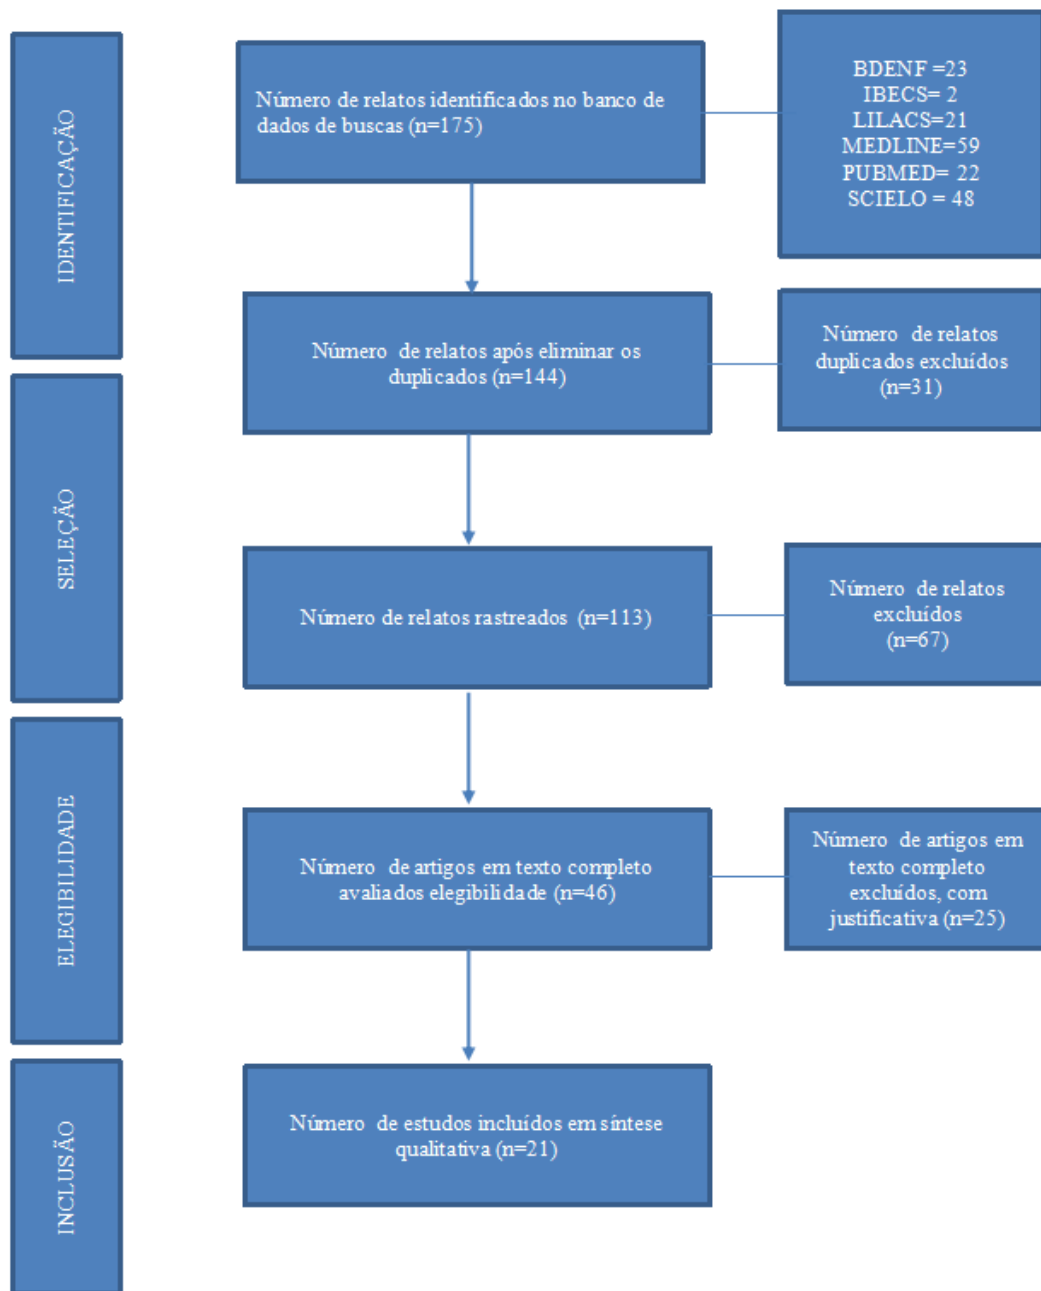 IDENTIFICAÇÃO
Número de relatos identificados no banco de
dados de buscas (n=175)
BDENF =23
IBECS= 2
LILACS=21
MEDLINE=59
PUBMED= 22
SCIELO = 48
Número de relatos após eliminar os
duplicados (n=144)
Número de relatos
duplicados excluídos
(n=31)
SELEÇÃO
Número de relatos rastreados (n=113)
Número de relatos
excluídos
(n=67)
ELEGIBILIDADE
Número de artigos em texto completo
avaliados elegibilidade (n=46)
Número de artigos em
texto completo
excluídos, com
justificativa (n=25)
INCLUSÃO
Número de estudos incluídos em síntese
qualitativa (n=21)